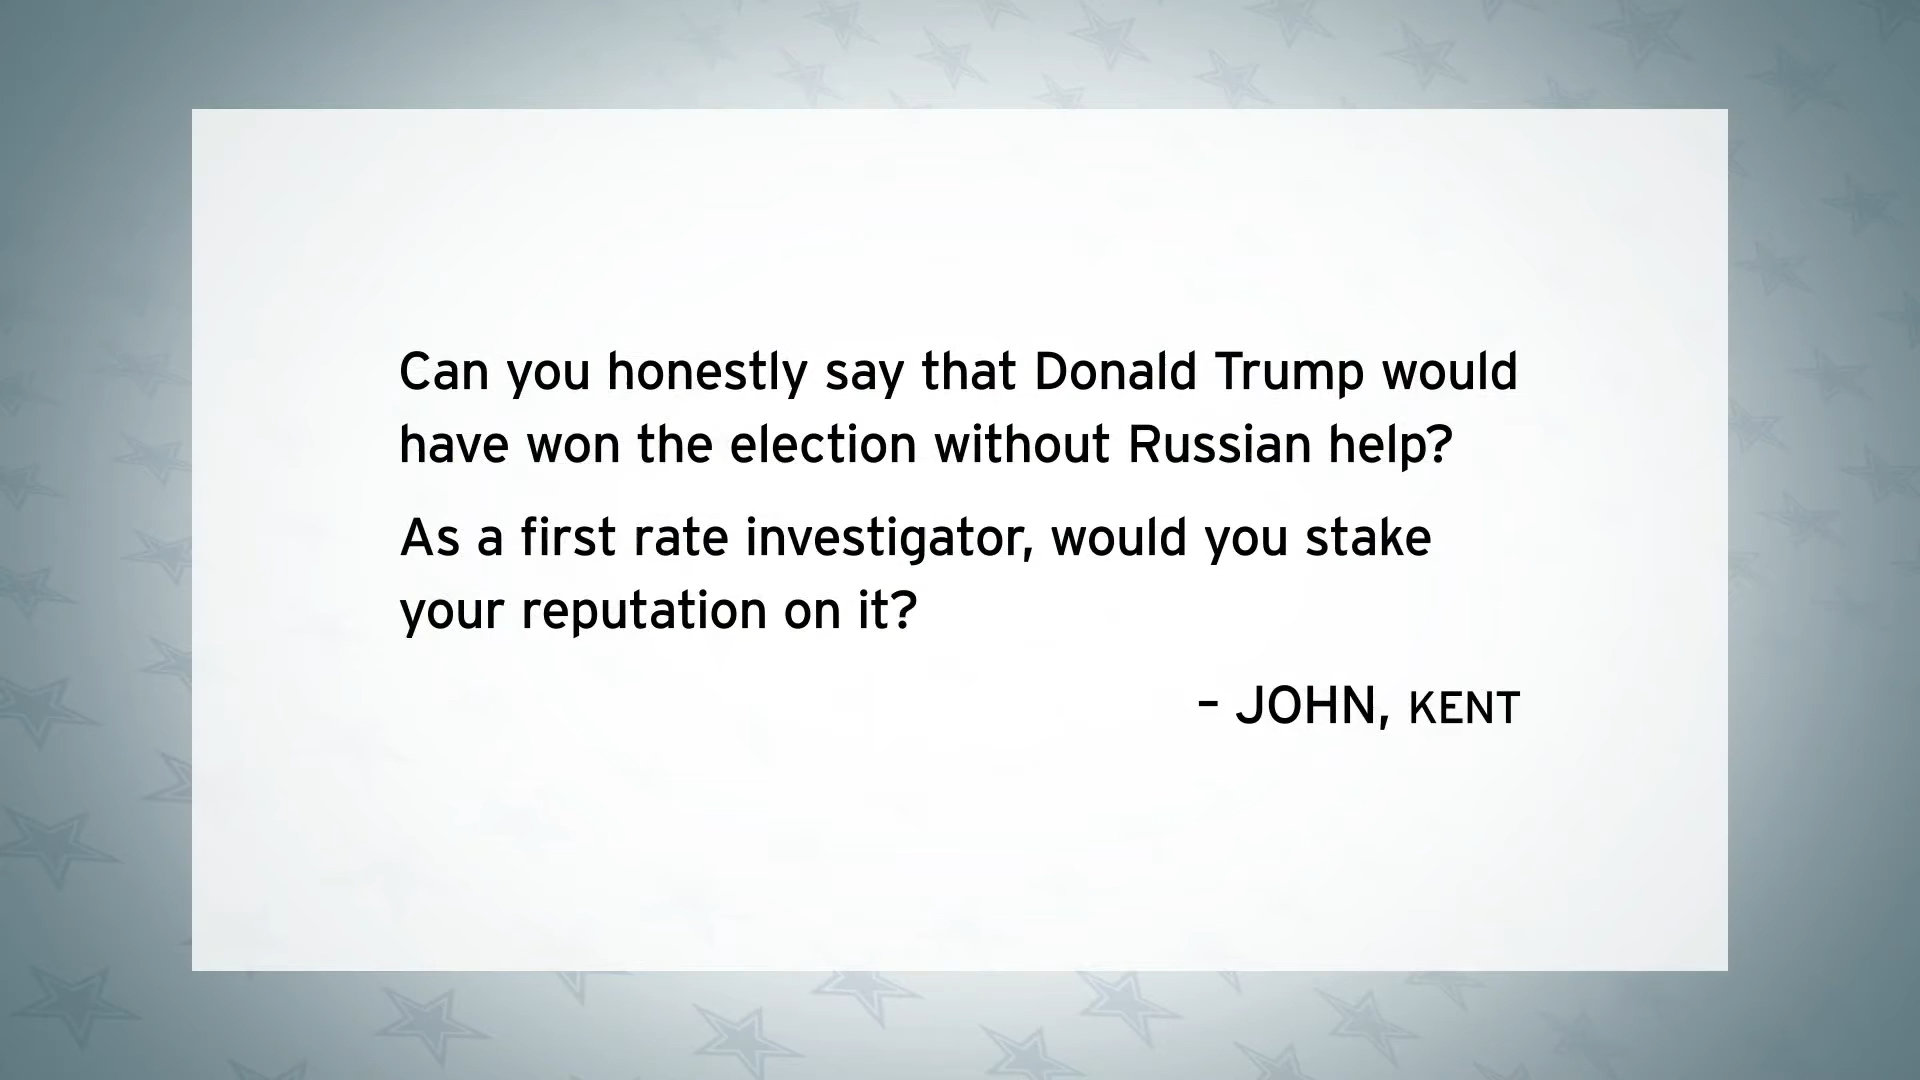 Can you honestly say that Donald Trump would
have won the election without Russian help?
As a first rate investigator, would you stake
your reputation on it?
– JOHN, KENT